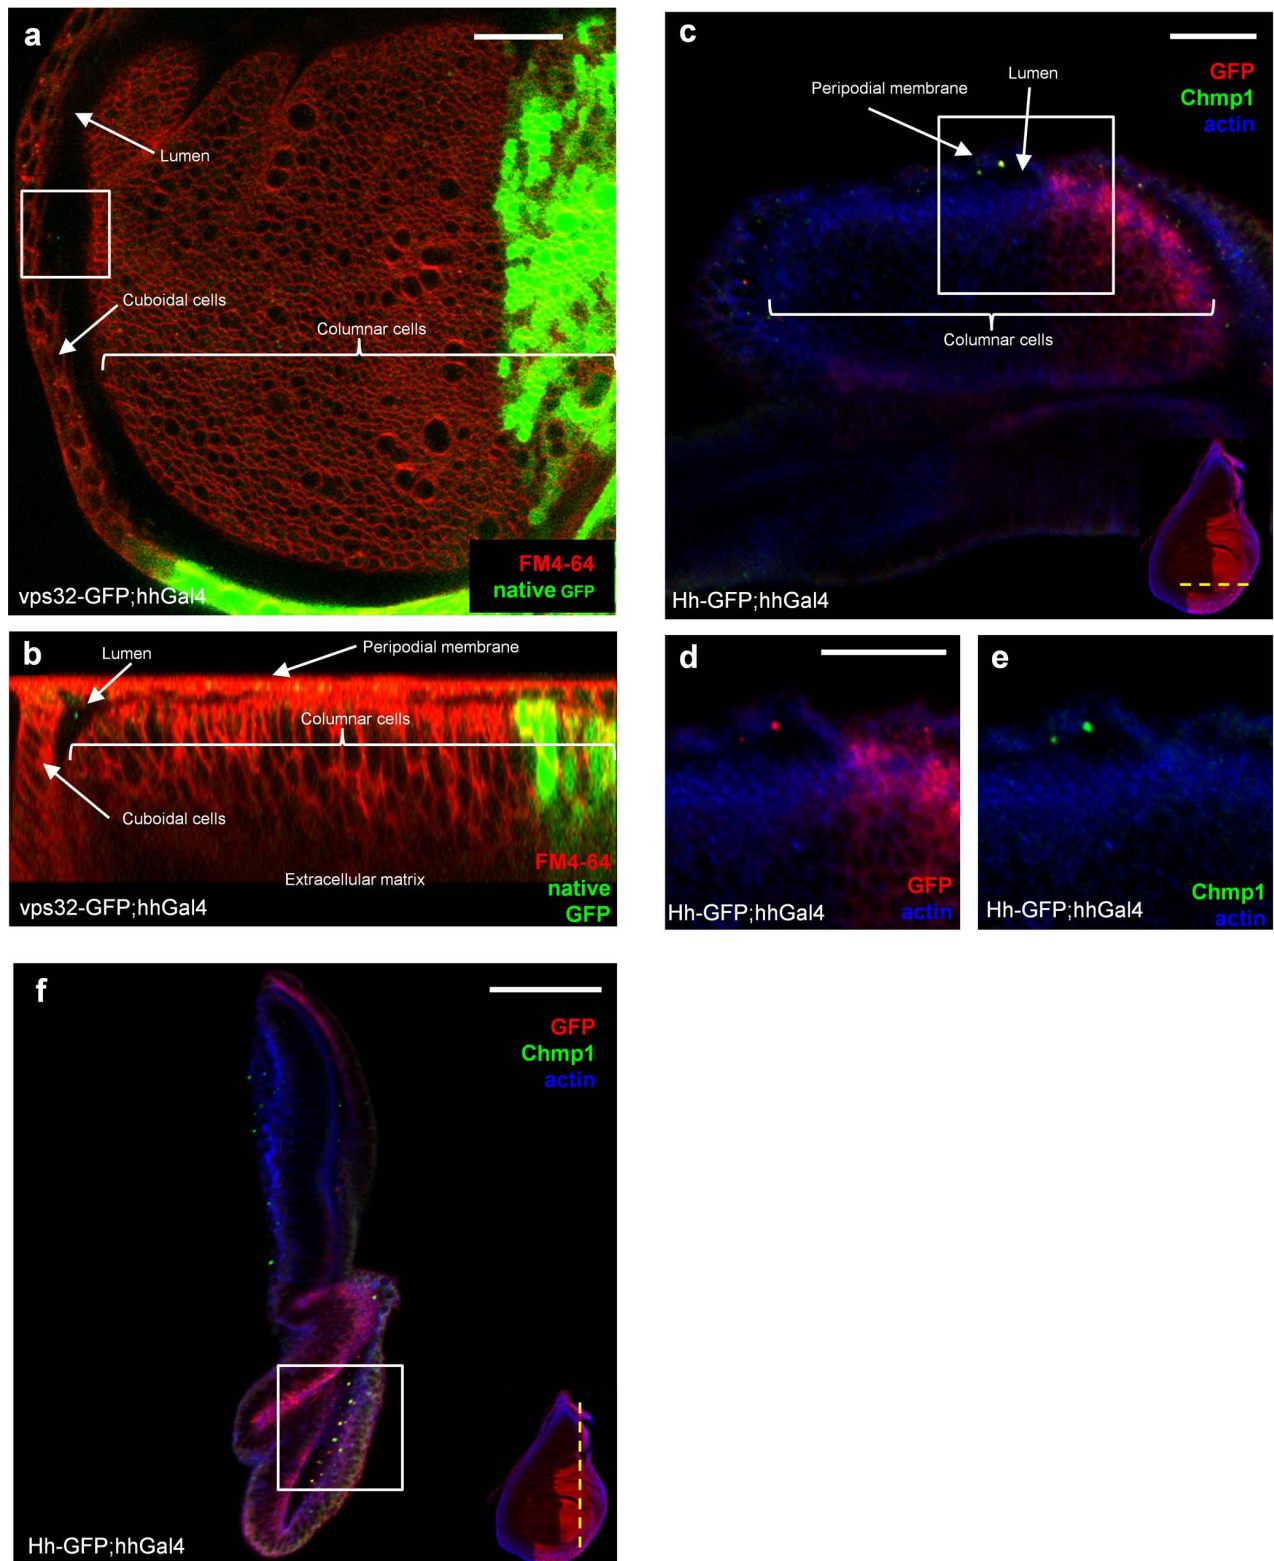 a
Lumen
Cuboidal cells
Columnar cells
FM4-64
native GFP
vps32-GFP;hhGal4
b
Lumen
Peripodial membrane
Columnar cells
Cuboidal cells
Extracellular matrix
FM4-64
native
GFP
vps32-GFP;hhGal4
c
GFP
Chmp1
actin
Peripodial membrane
Lumen
Columnar cells
Hh-GFP;hhGal4
d
GFP
actin
Hh-GFP;hhGal4
e
Chmp1
actin
Hh-GFP;hhGal4
f
GFP
Chmp1
actin
Hh-GFP;hhGal4